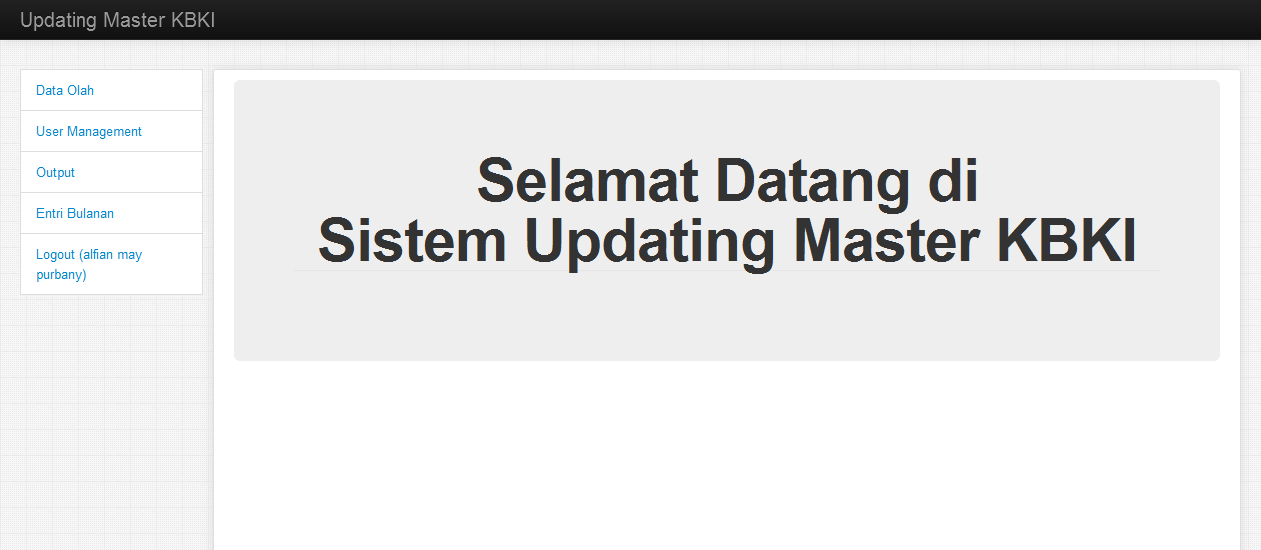 Updating Master KBKI
Data Olah
User Management
Output
Entri Bulanan
Logout (alfian may
purbany)
Selamat Datang di
Sistem Updating Master KBKI